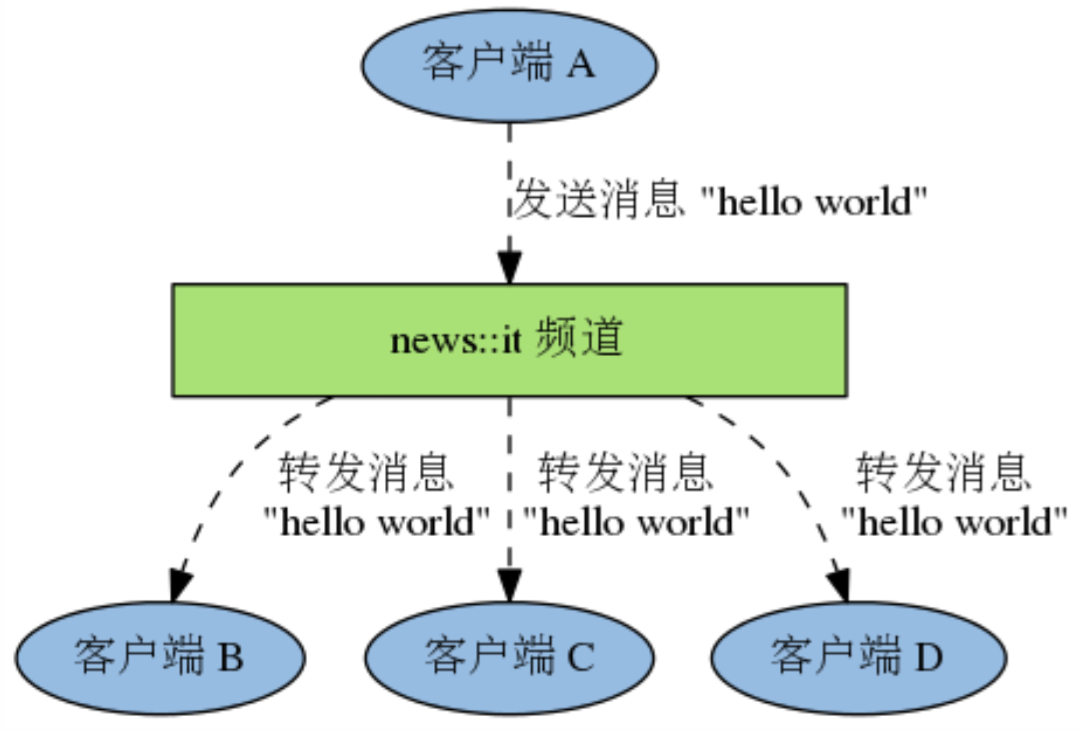 客户端 A
发送消息 "hello world"
news::it 频道
转发消息
"hello world"
转发消息
"hello world"
转发消息
"hello world"
客户端 B
客户端 C
客户端 D